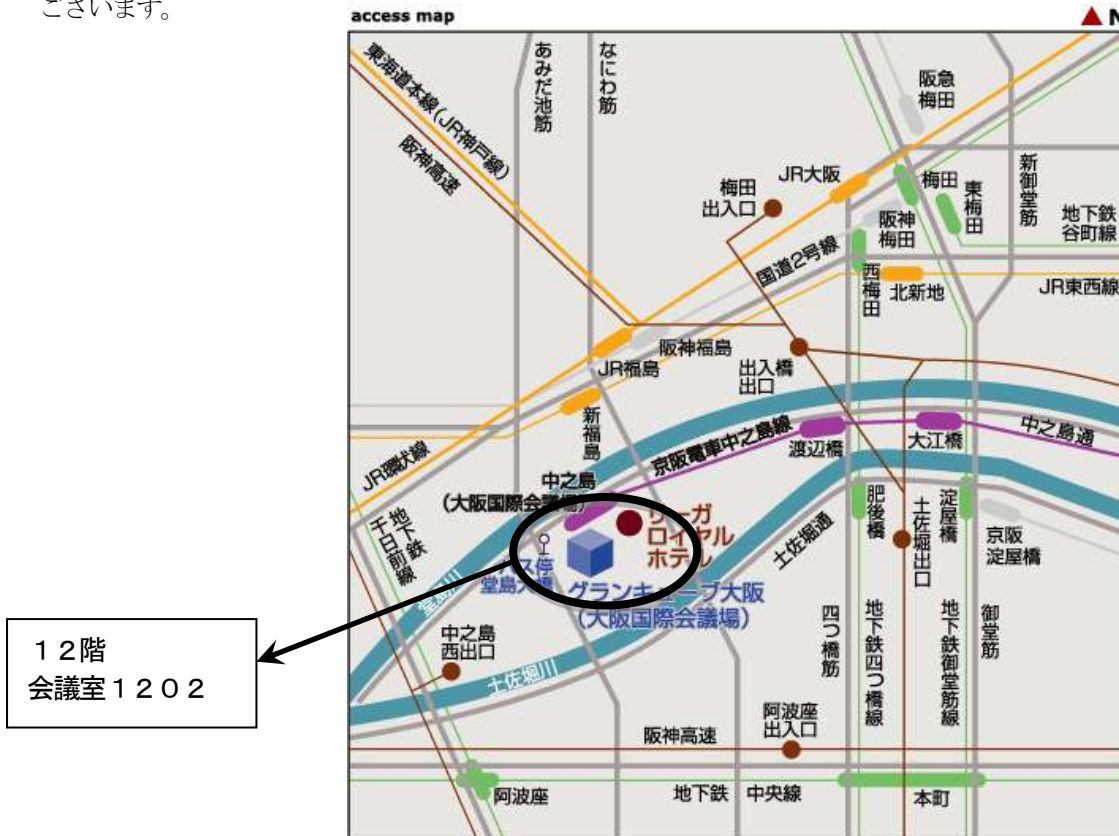 ございます。
access map
N
東海道本線(JR神戸線)
阪神高速
あみだ池筋
なにわ筋
阪急
梅田
新御堂筋
JR大阪
梅田
東梅田
地下鉄
谷町線
梅田
出入口
阪神
梅田
国道2号線
西梅田
北新地
JR東西線
阪神福島
JR福島
出入橋
出口
新福島
JR環状線
京阪電車中之島線
渡辺橋
大江橋
中之島通
中之島
(大阪国際会議場)
地下鉄
千日前線
リーガ
ロイヤル
ホテル
肥後橋
土佐堀出口
淀屋橋
京阪
淀屋橋
土佐堀通
バス停
堂島大橋
堂島川
グランキューブ大阪
(大阪国際会議場)
12階
会議室1202
中之島
西出口
土佐堀川
四つ橋筋
地下鉄四つ橋線
地下鉄御堂筋線
御堂筋
阿波座
出入口
阪神高速
阿波座
地下鉄 中央線
本町